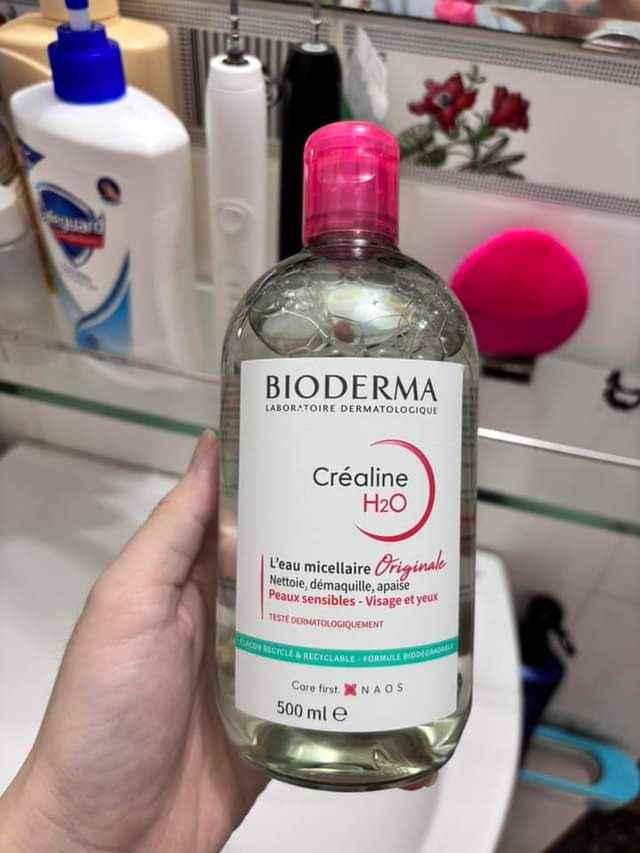 BIODERMA
LABORATOIRE DERMATOLOGIQUE
Créaline
H2O
L'eau micellaire Originale
Nettoie, démaquille, apaise
Peaux sensibles - Visage et yeux
TESTÉ DERMATOLOGIQUEMENT
FLACON RECYCLÉ & RECYCLABLE - FORMULE BIODÉGRADABLE
Care first. NAOS
500 ml ℮
Safeguard